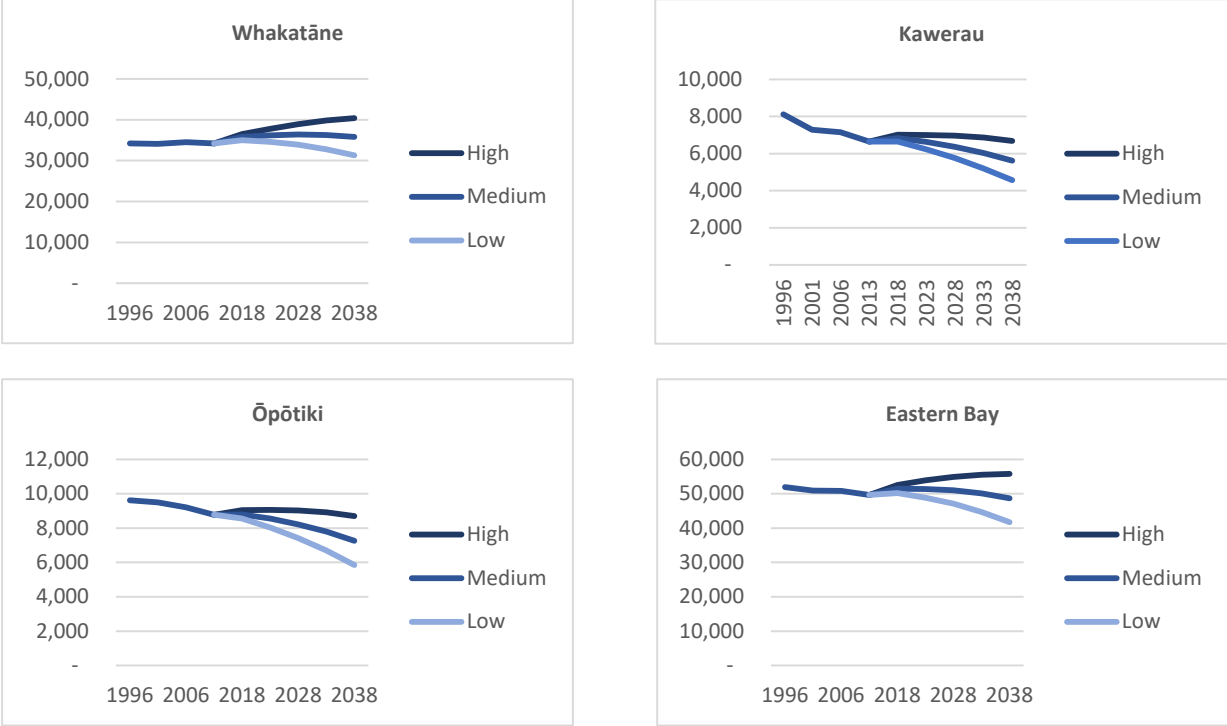 Whakatāne
50,000
40,000
30,000
20,000
10,000
-
1996 2006 2018 2028 2038
High
Medium
Low
Kawerau
10,000
8,000
6,000
4,000
2,000
-
1996
2001
2006
2013
2018
2023
2028
2033
2038
High
Medium
Low
Ōpōtiki
12,000
10,000
8,000
6,000
4,000
2,000
-
1996 2006 2018 2028 2038
High
Medium
Low
Eastern Bay
60,000
50,000
40,000
30,000
20,000
10,000
-
1996 2006 2018 2028 2038
High
Medium
Low